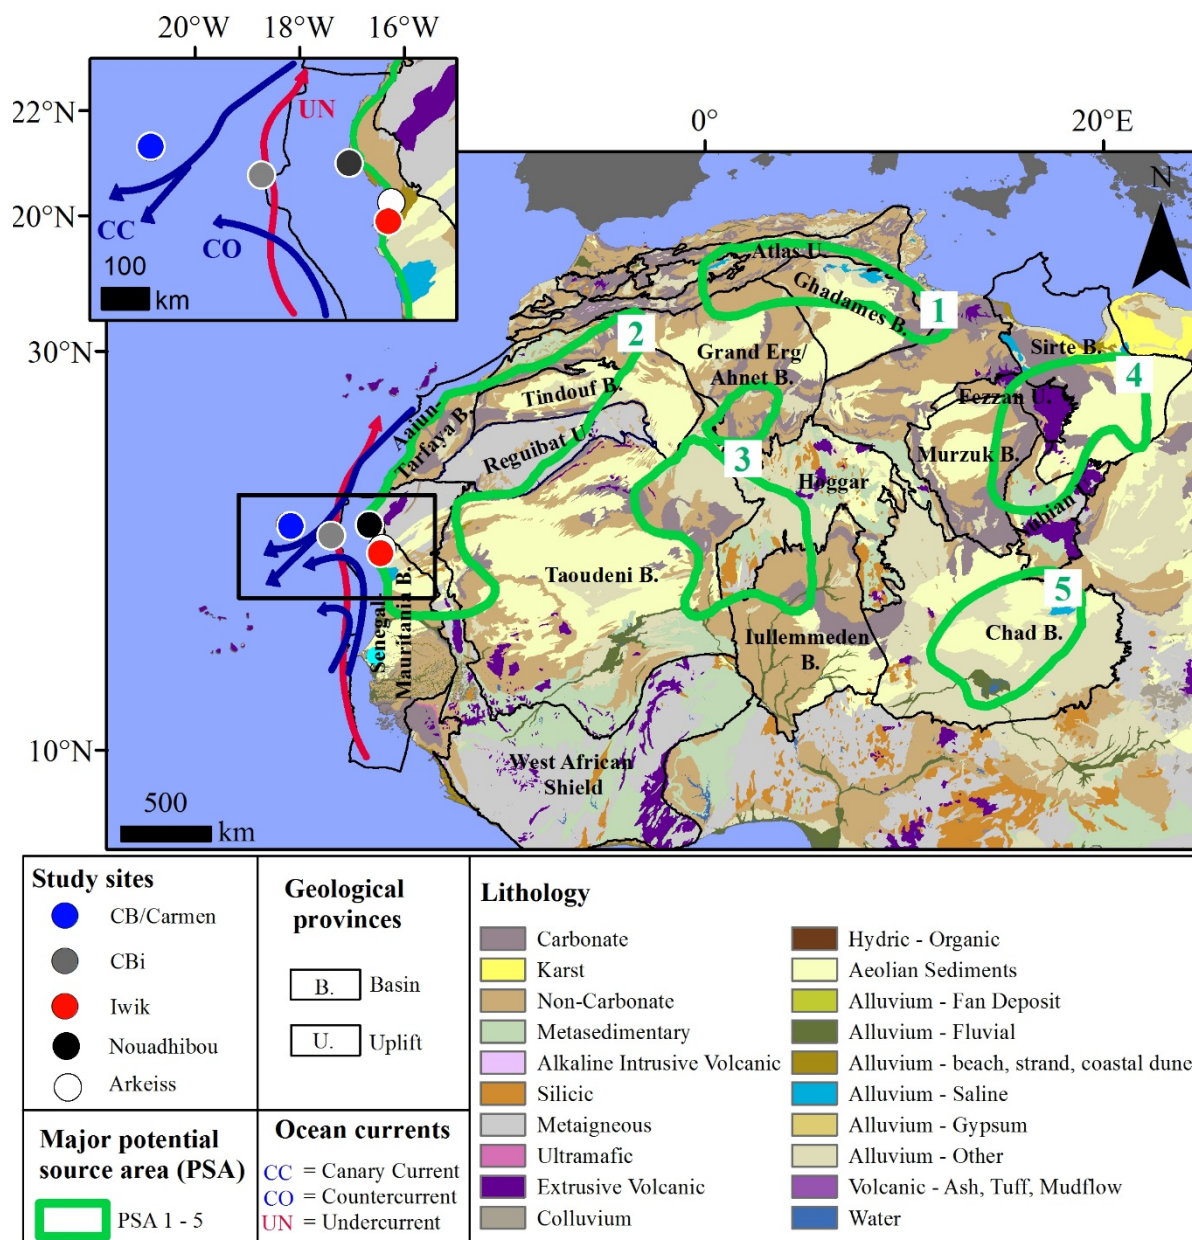 20°W 18°W 16°W
22°N
20°N
UN
CC
CO
100
km
0° 20°E
N
30°N
10°N
Atlas U.
Ghadames B.
1
2
Grand Erg/
Ahnet B.
Sirte B.
4
Fezzan U.
Tindouf B.
Aaiun-
Tarfaya B.
Reguibat U.
Murzuk B.
3
Hoggar
Taoudeni B.
5
Chad B.
Senegal-
Mauritania B.
Iullemmeden
B.
West African
Shield
500
km
Study sites
CB/Carmen
CBi
Iwik
Nouadhibou
Arkeiss
Major potential
source area (PSA)
PSA 1 - 5
Geological
provinces
B. Basin
U. Uplift
Ocean currents
CC = Canary Current
CO = Countercurrent
UN = Undercurrent
Lithology
Carbonate
Karst
Non-Carbonate
Metasedimentary
Alkaline Intrusive Volcanic
Silicic
Metaigneous
Ultramafic
Extrusive Volcanic
Colluvium
Hydric - Organic
Aeolian Sediments
Alluvium - Fan Deposit
Alluvium - Fluvial
Alluvium - beach, strand, coastal dune
Alluvium - Saline
Alluvium - Gypsum
Alluvium - Other
Volcanic - Ash, Tuff, Mudflow
Water